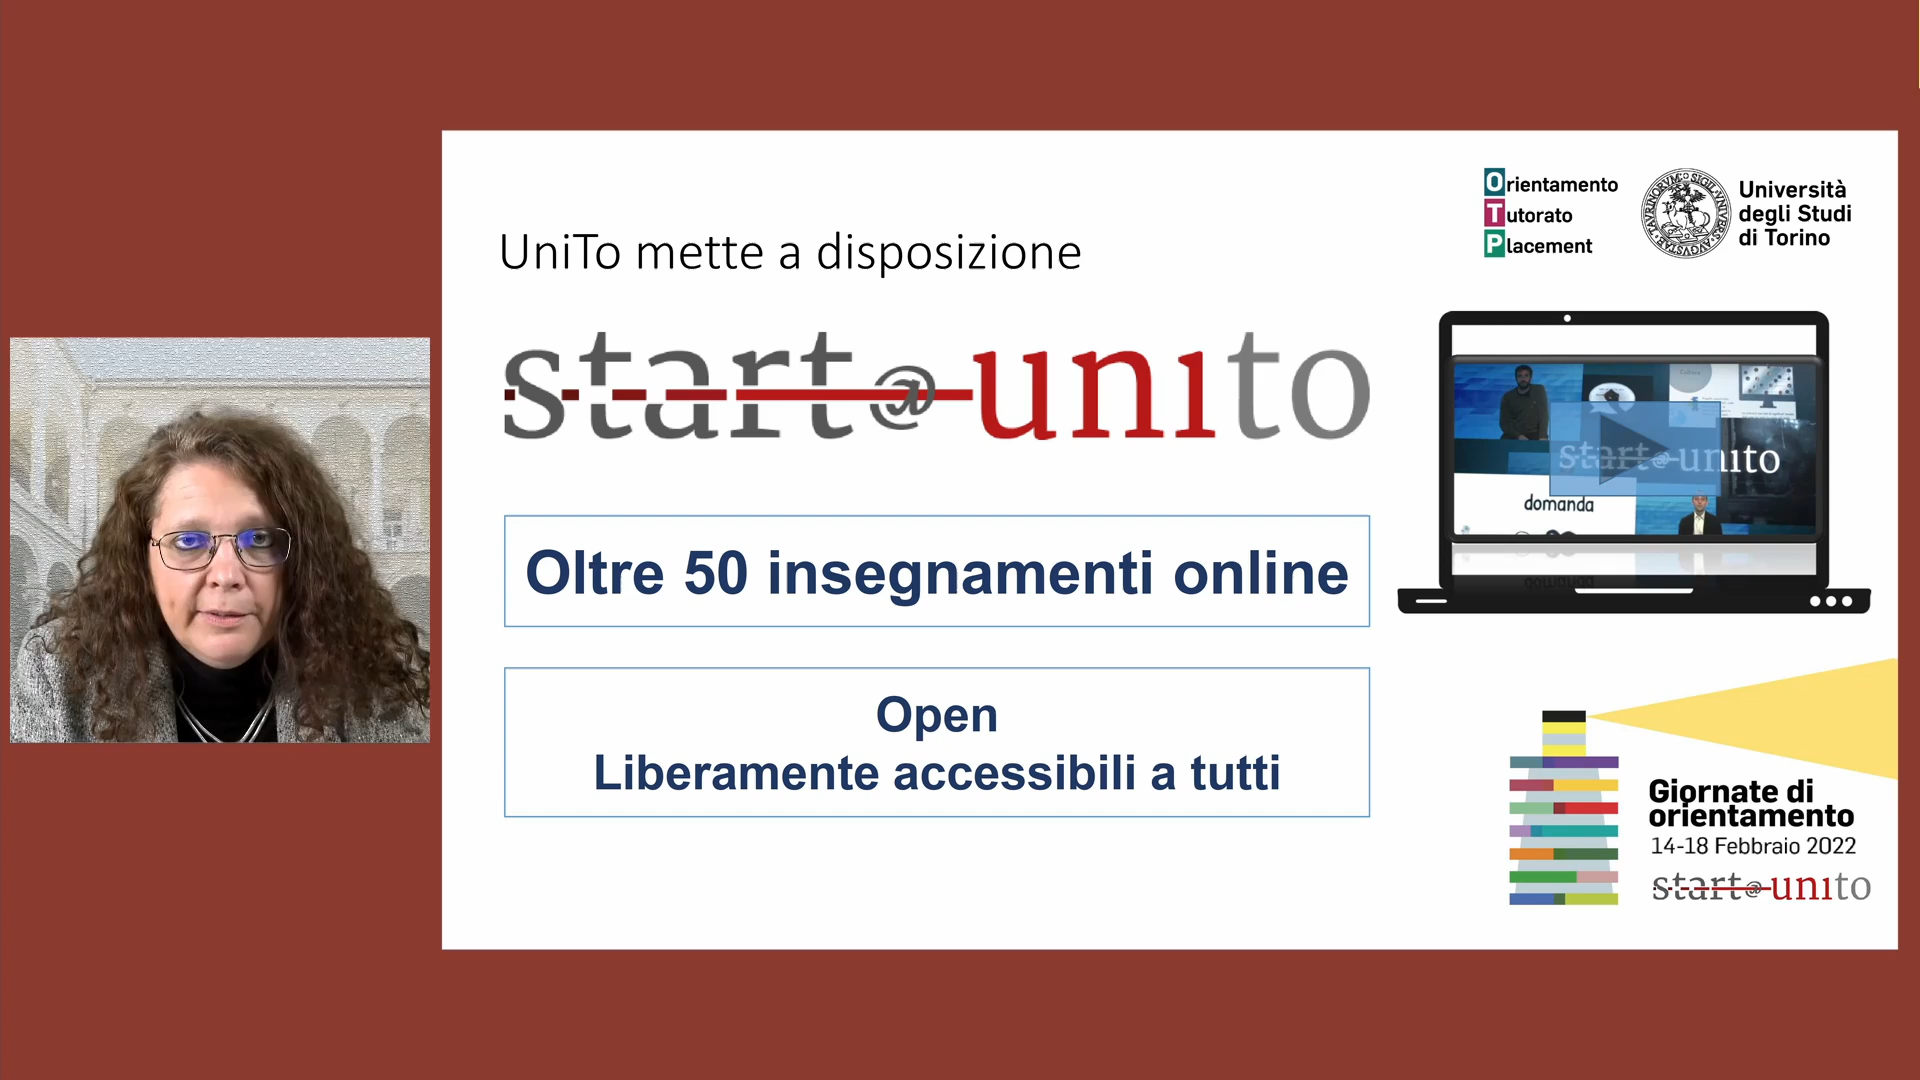 Orientamento
Tutorato
Placement
Università
degli Studi
di Torino
UniTo mette a disposizione
start@unito
start@unito
domanda
Oltre 50 insegnamenti online
Open
Liberamente accessibili a tutti
Giornate di
orientamento
14-18 Febbraio 2022
start@unito